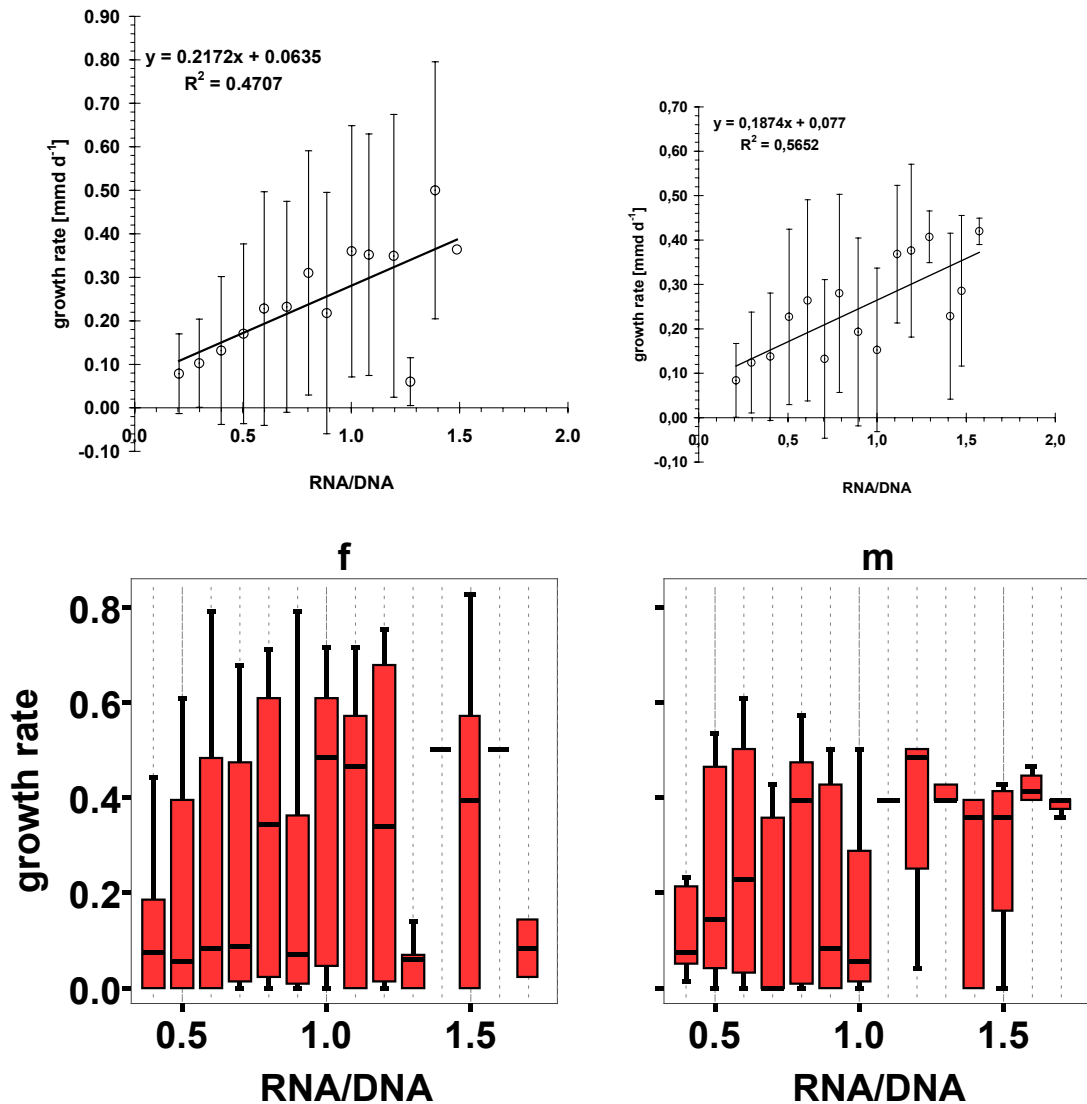 0.90
0.80
0.70
0.60
0.50
0.40
0.30
0.20
0.10
0.00
-0.10
y = 0.2172x + 0.0635
R² = 0.4707
growth rate [mmd d⁻¹]
0.0 0.5 1.0 1.5 2.0
RNA/DNA
0,70
0,60
0,50
0,40
0,30
0,20
0,10
0,00
-0,10
y = 0,1874x + 0,077
R² = 0,5652
growth rate [mmd d⁻¹]
0,0 0,5 1,0 1,5 2,0
RNA/DNA
f
0.8
0.6
0.4
0.2
0.0
growth rate
0.5 1.0 1.5
RNA/DNA
m
0.5 1.0 1.5
RNA/DNA